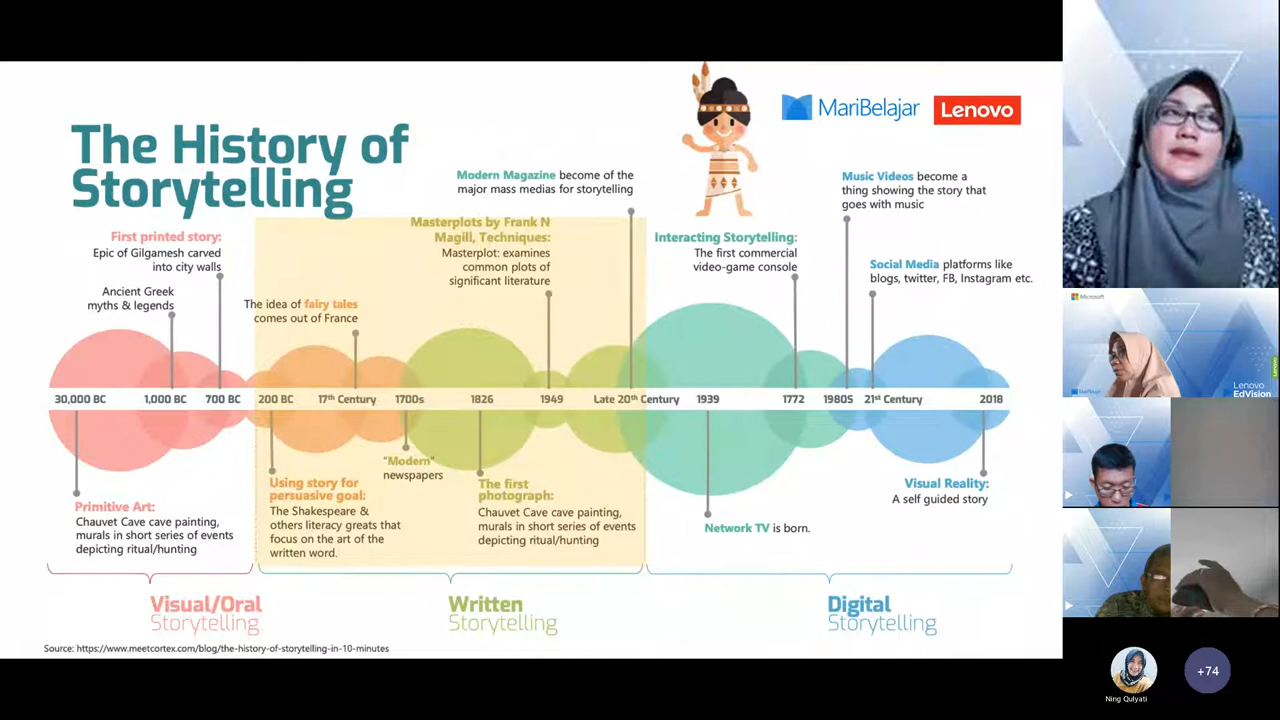 The History of
Storytelling
MariBelajar
Lenovo
Modern Magazine become of the
major mass medias for storytelling
Masterplots by Frank N
Magill, Techniques:
Masterplot: examines
common plots of
significant literature
First printed story:
Epic of Gilgamesh carved
into city walls
Ancient Greek
myths & legends
The idea of fairy tales
comes out of France
Interacting Storytelling:
The first commercial
video-game console
Music Videos become a
thing showing the story that
goes with music
Social Media platforms like
blogs, twitter, FB, Instagram etc.
30,000 BC
1,000 BC
700 BC
200 BC
17th Century
1700s
1826
1949
Late 20th Century
1939
1772
1980S
21st Century
2018
Primitive Art:
Chauvet Cave cave painting,
murals in short series of events
depicting ritual/hunting
Using story for
persuasive goal:
The Shakespeare &
others literacy greats that
focus on the art of the
written word.
"Modern"
newspapers
The first
photograph:
Chauvet Cave cave painting,
murals in short series of events
depicting ritual/hunting
Network TV is born.
Visual Reality:
A self guided story
Visual/Oral
Storytelling
Written
Storytelling
Digital
Storytelling
Source: https://www.meetcortex.com/blog/the-history-of-storytelling-in-10-minutes
Microsoft
Lenovo
EdVision
Ning Qulyati
+74